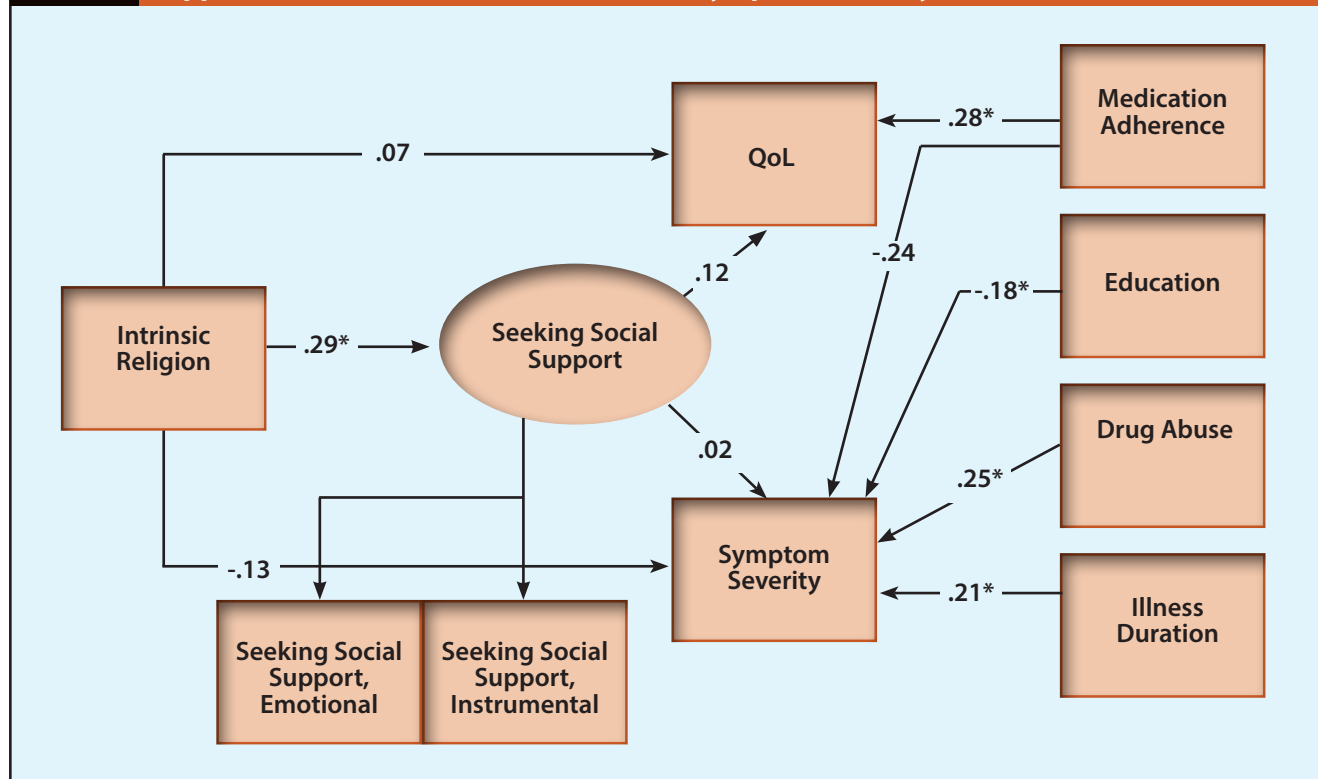 Medication
Adherence
.28*
QoL
.07
-.24
.12
Education
-.18*
Intrinsic
Religion
.29*
Seeking Social
Support
Drug Abuse
.02
.25*
Symptom
Severity
-.13
.21*
Illness
Duration
Seeking Social
Support,
Emotional
Seeking Social
Support,
Instrumental